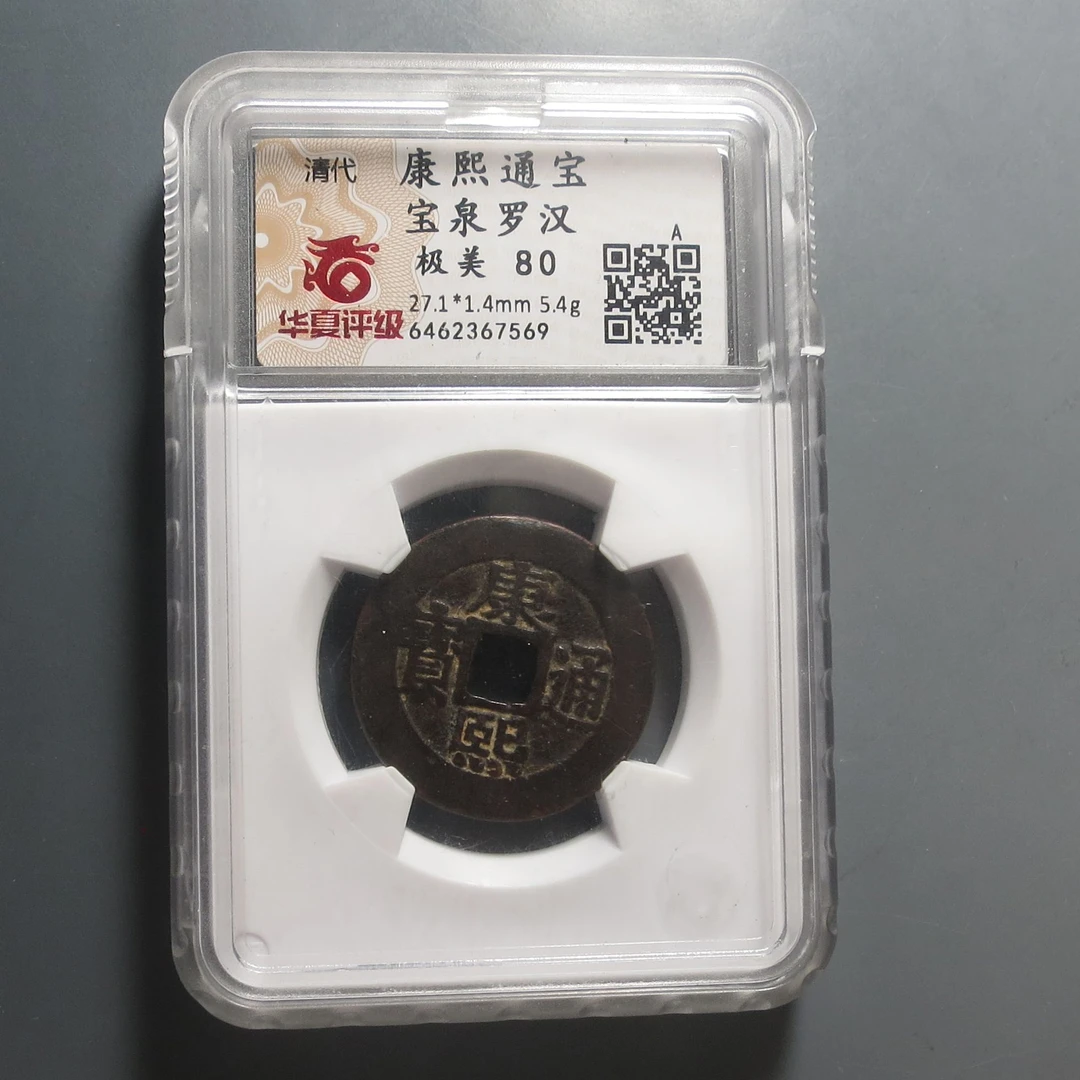 清代
康熙通宝
宝泉罗汉
极美 80
A
27.1*1.4mm 5.4g
华夏评级
6462367569
康熙通寶